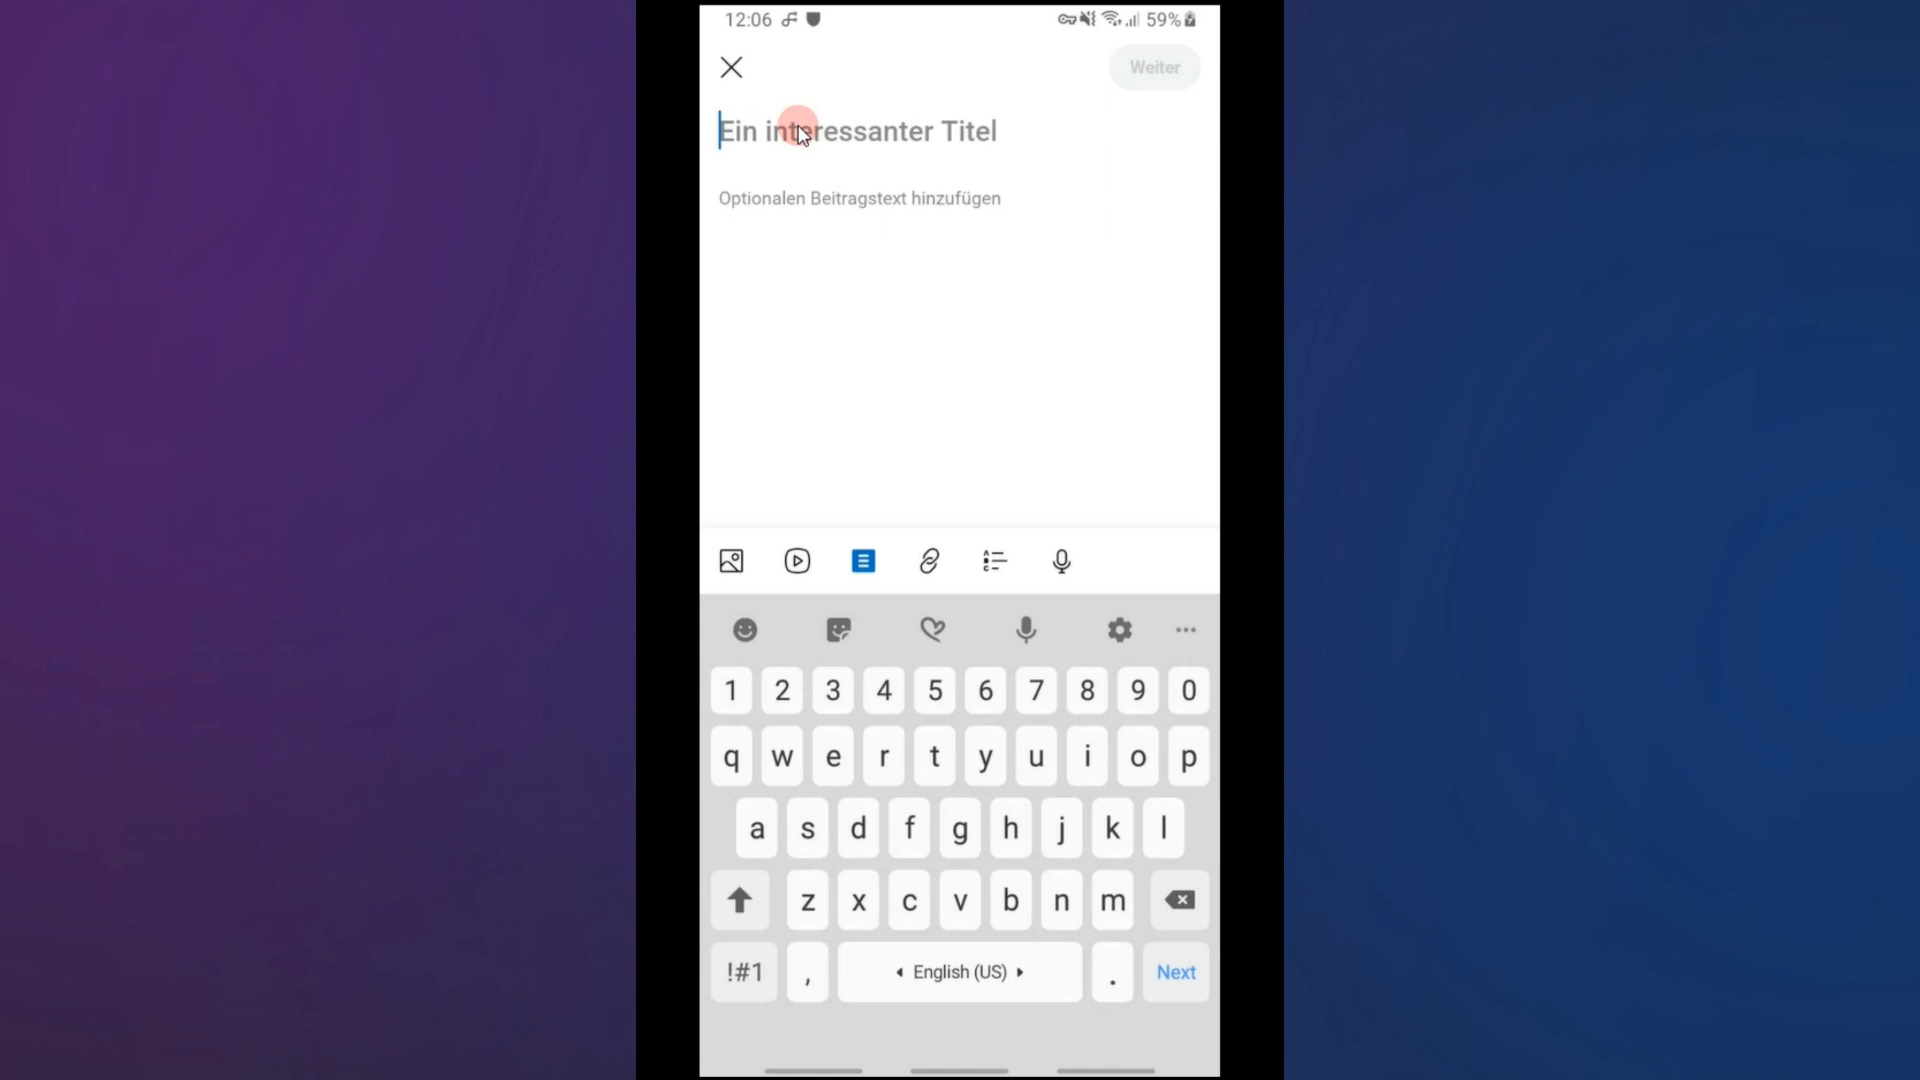 12:06 59%
Weiter
Ein interessanter Titel
Optionalen Beitragstext hinzufügen
1 2 3 4 5 6 7 8 9 0
q w e r t y u i o p
a s d f g h j k l
z x c v b n m
!#1 , English (US) . Next